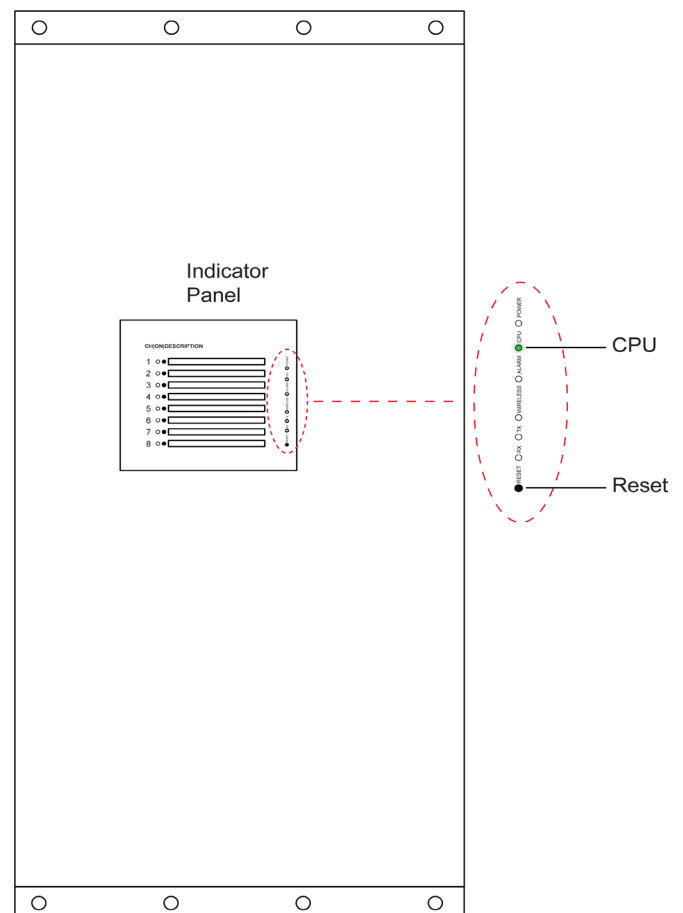 Indicator
Panel
CH|ON|DESCRIPTION
1
2
3
4
5
6
7
8
POWER
CPU
ALARM
WIRELESS
TX
RX
RESET
CPU
Reset